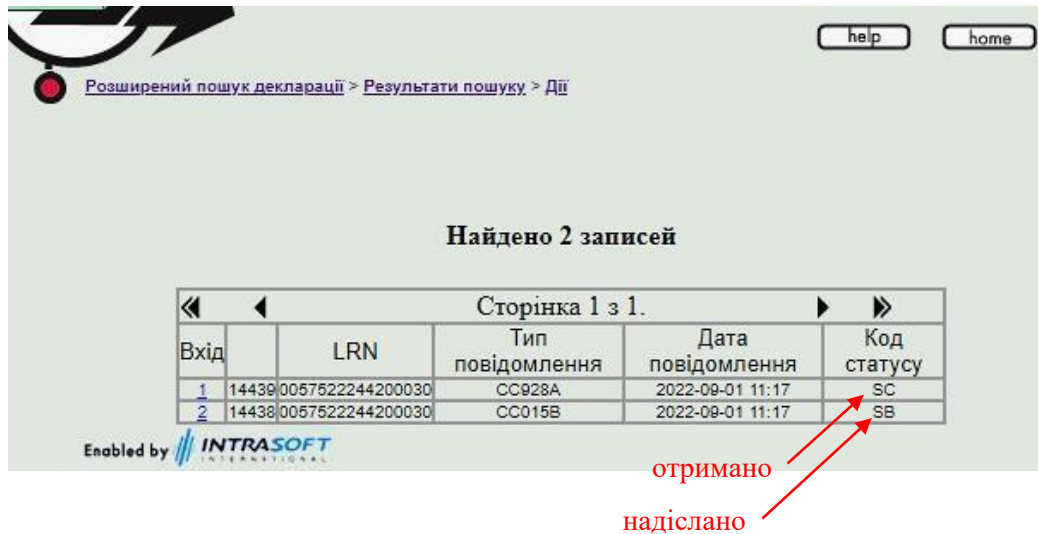 help home
Розширений пошук декларації > Результати пошуку > Дії
Найдено 2 записей
Сторінка 1 з 1.
Вхід LRN Тип повідомлення Дата повідомлення Код статусу
1 14439 0057522244200030 CC928A 2022-09-01 11:17 SC
2 14438 0057522244200030 CC015B 2022-09-01 11:17 SB
Enabled by INTRASOFT
INTERNATIONAL
отримано
надіслано